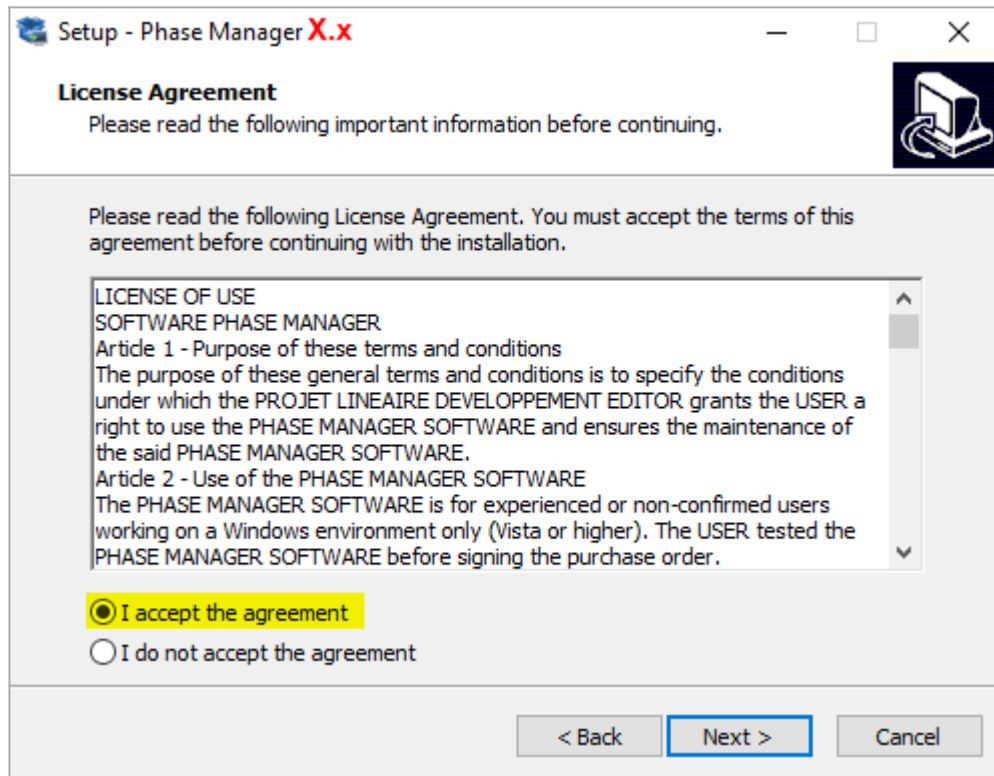 Setup - Phase Manager X.x
License Agreement
Please read the following important information before continuing.
Please read the following License Agreement. You must accept the terms of this
agreement before continuing with the installation.
LICENSE OF USE
SOFTWARE PHASE MANAGER
Article 1 - Purpose of these terms and conditions
The purpose of these general terms and conditions is to specify the conditions
under which the PROJET LINEAIRE DEVELOPPEMENT EDITOR grants the USER a
right to use the PHASE MANAGER SOFTWARE and ensures the maintenance of
the said PHASE MANAGER SOFTWARE.
Article 2 - Use of the PHASE MANAGER SOFTWARE
The PHASE MANAGER SOFTWARE is for experienced or non-confirmed users
working on a Windows environment only (Vista or higher). The USER tested the
PHASE MANAGER SOFTWARE before signing the purchase order.
I accept the agreement
I do not accept the agreement
< Back Next > Cancel